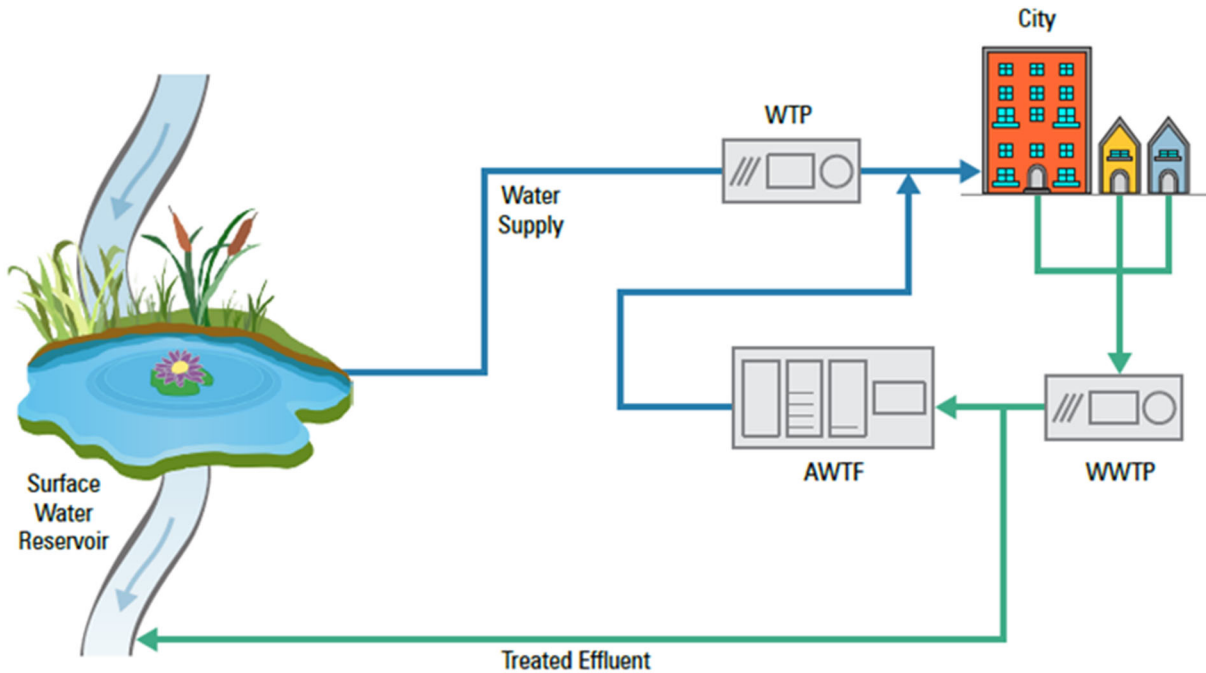 City
WTP
Water
Supply
AWTF
WWTP
Surface
Water
Reservoir
Treated Effluent